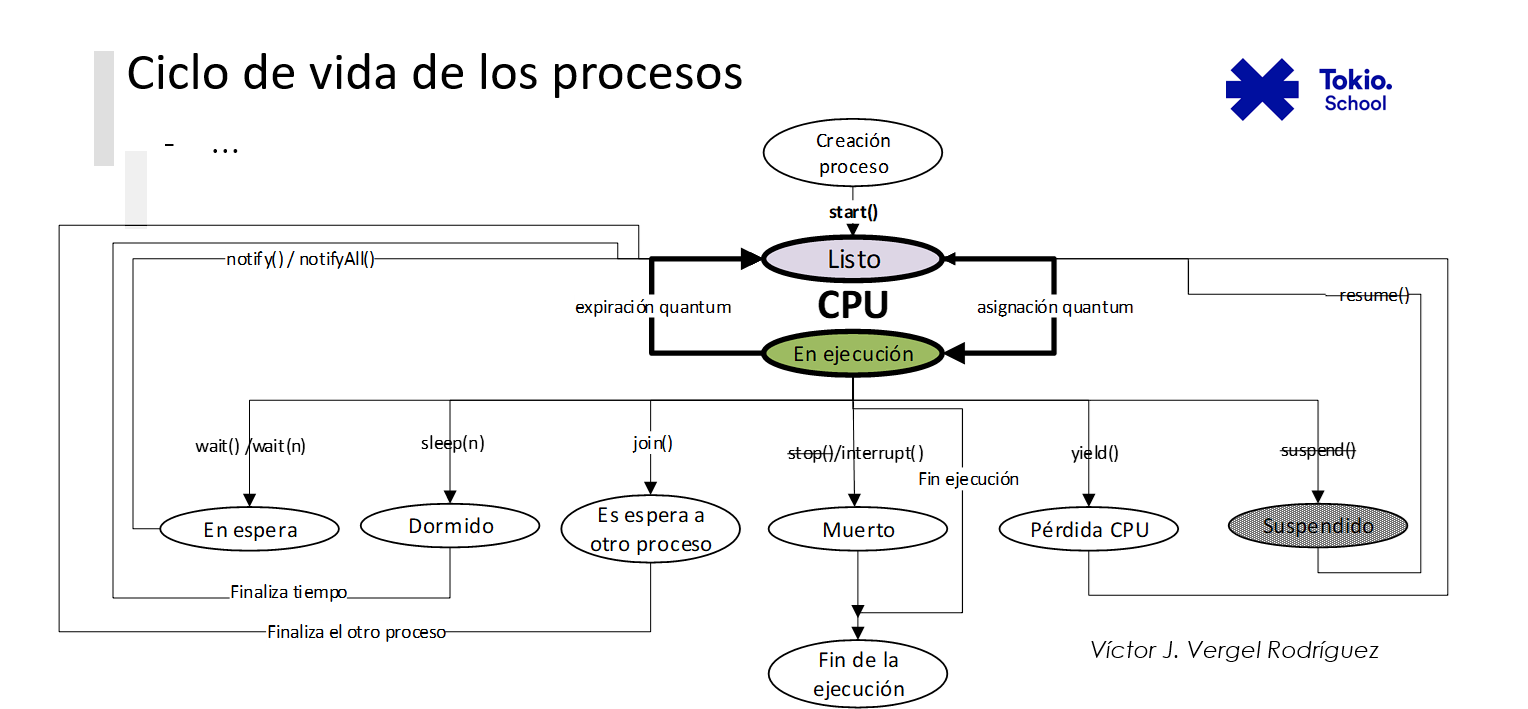 Ciclo de vida de los procesos
Tokio.
School
- ...
Creación
proceso
start()
notify() / notifyAll()
Listo
CPU
expiración quantum
asignación quantum
resume()
En ejecución
wait() /wait(n)
sleep(n)
join()
stop()/interrupt()
Fin ejecución
yield()
suspend()
En espera
Dormido
Es espera a
otro proceso
Muerto
Pérdida CPU
Suspendido
Finaliza tiempo
Finaliza el otro proceso
Fin de la
ejecución
Víctor J. Vergel Rodríguez